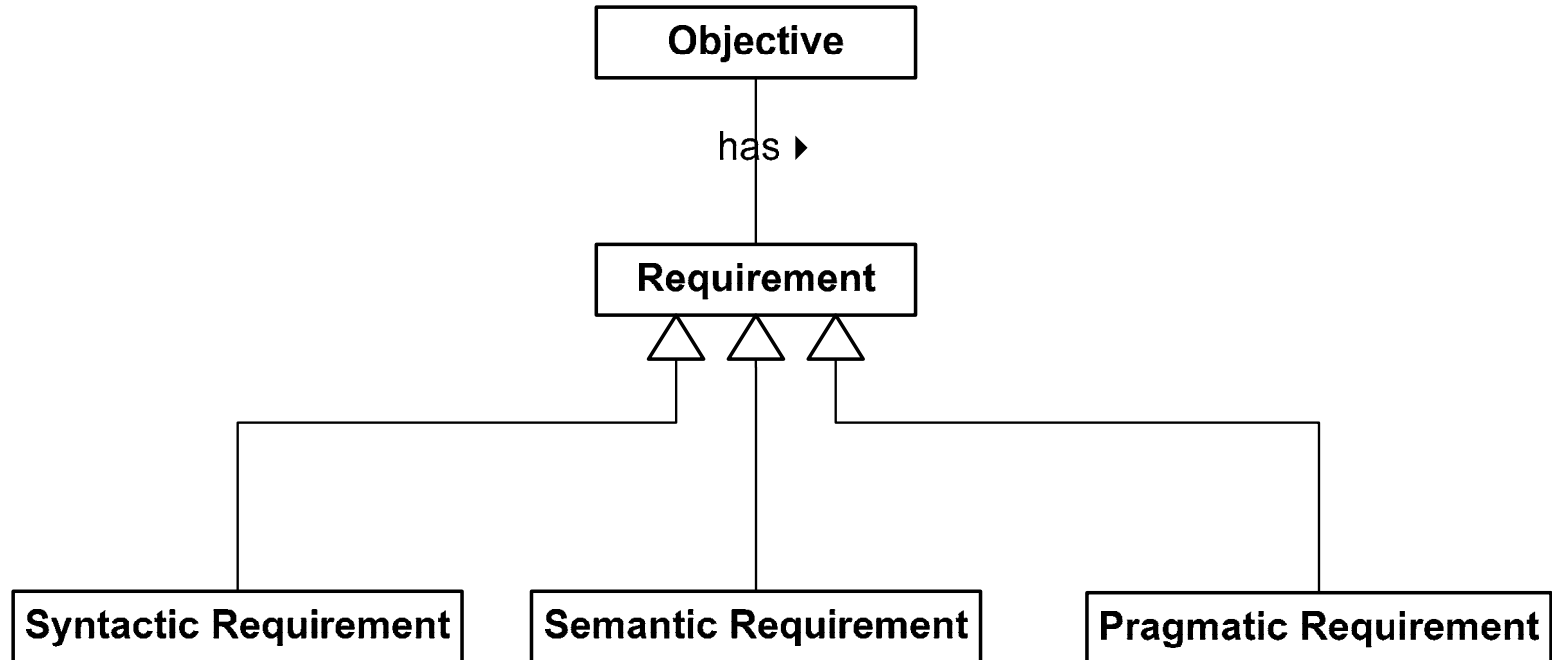 Objective
has
Requirement
Syntactic Requirement
Semantic Requirement
Pragmatic Requirement